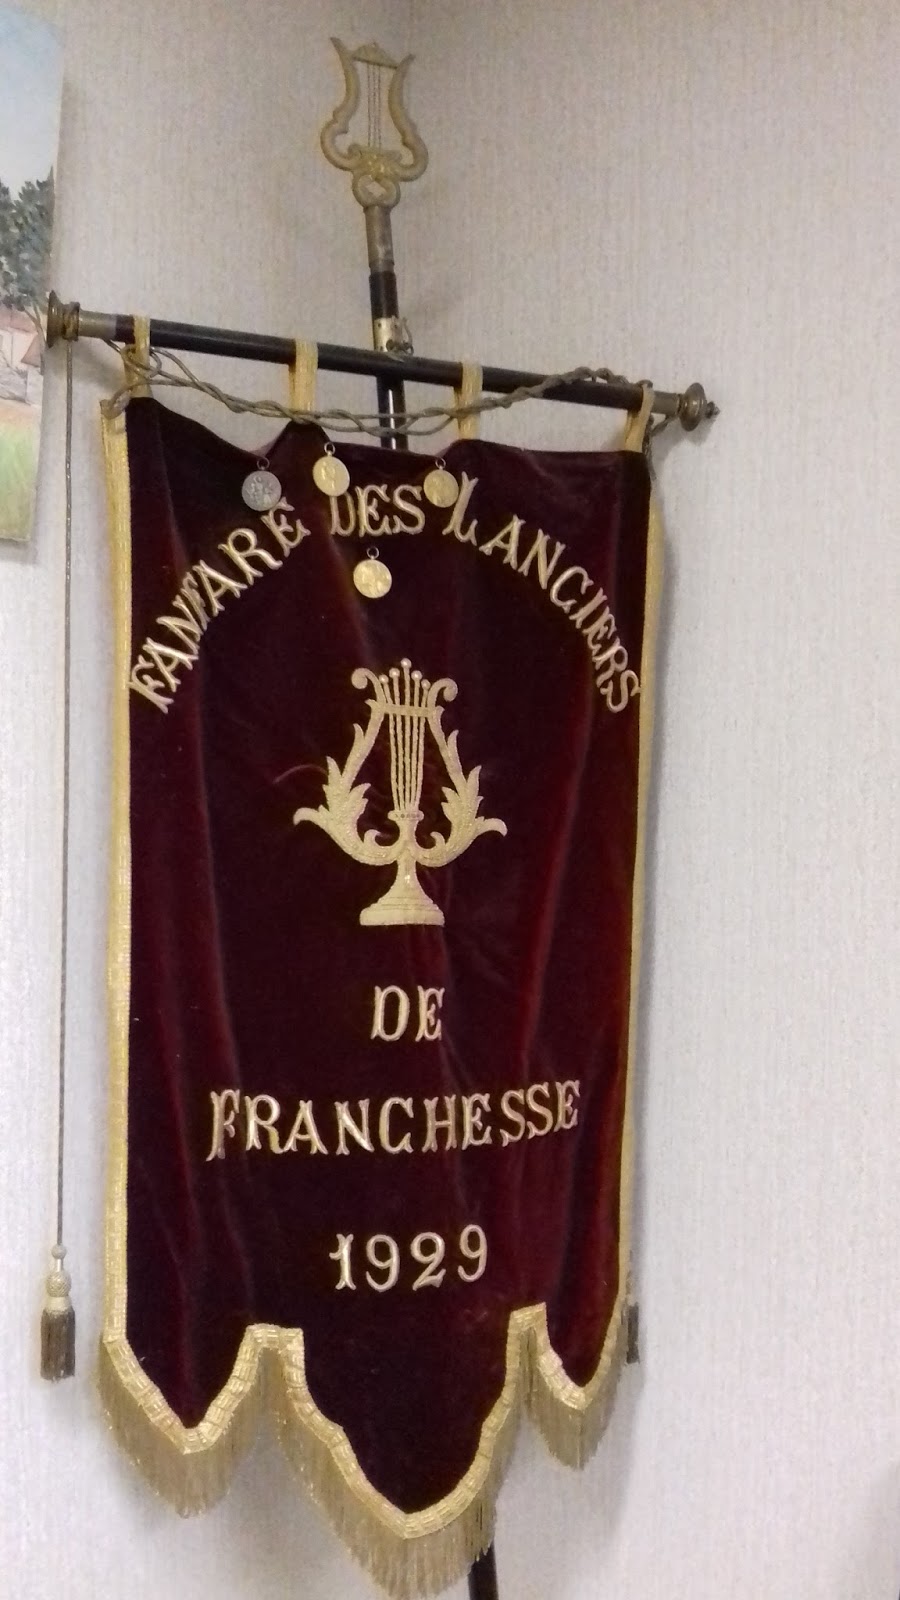 FANFARE DES LANCIERS
DE
FRANCHESSE
1929